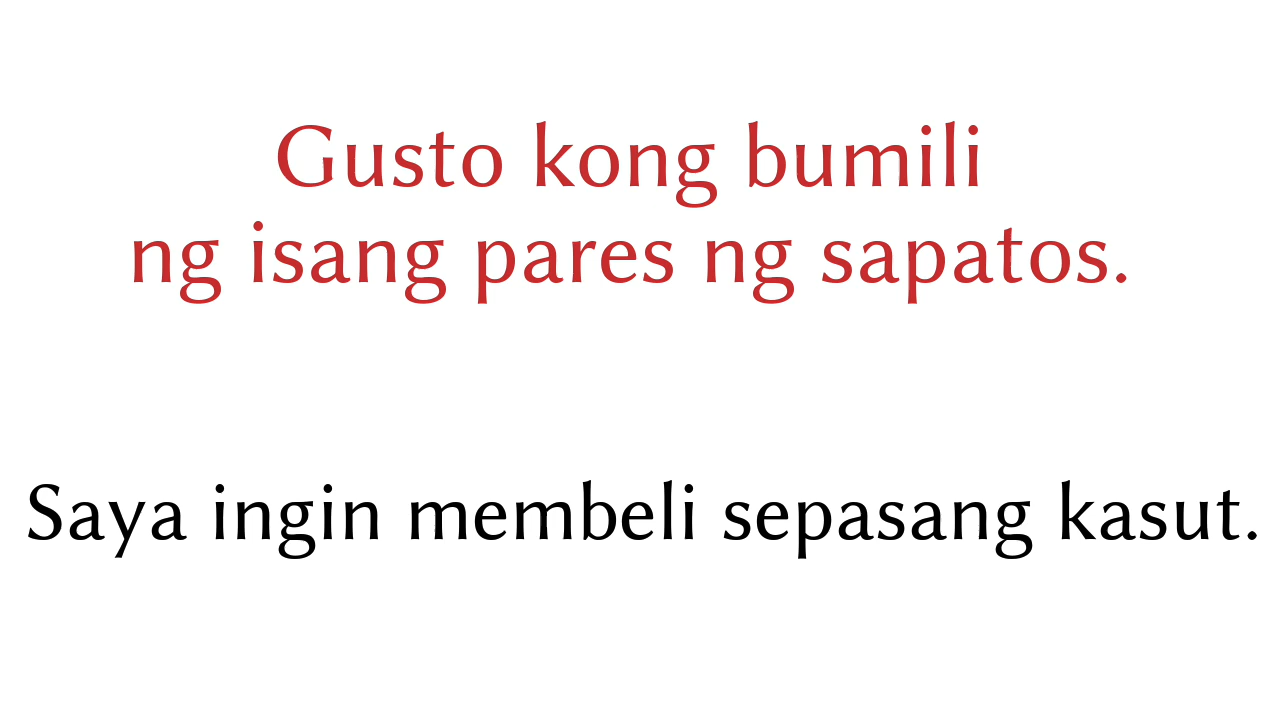 Gusto kong bumili
ng isang pares ng sapatos.
Saya ingin membeli sepasang kasut.